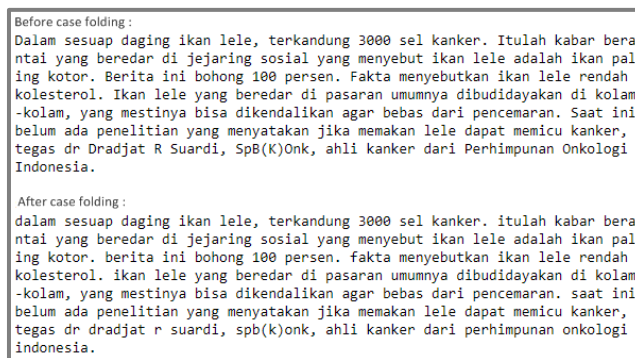 Before case folding :
Dalam sesuap daging ikan lele, terkandung 3000 sel kanker. Itulah kabar bera
ntai yang beredar di jejaring sosial yang menyebut ikan lele adalah ikan pal
ing kotor. Berita ini bohong 100 persen. Fakta menyebutkan ikan lele rendah
kolesterol. Ikan lele yang beredar di pasaran umumnya dibudidayakan di kolam
-kolam, yang mestinya bisa dikendalikan agar bebas dari pencemaran. Saat ini
belum ada penelitian yang menyatakan jika memakan lele dapat memicu kanker,
tegas dr Dradjat R Suardi, SpB(K)Onk, ahli kanker dari Perhimpunan Onkologi
Indonesia.
After case folding :
dalam sesuap daging ikan lele, terkandung 3000 sel kanker. itulah kabar bera
ntai yang beredar di jejaring sosial yang menyebut ikan lele adalah ikan pal
ing kotor. berita ini bohong 100 persen. fakta menyebutkan ikan lele rendah
kolesterol. ikan lele yang beredar di pasaran umumnya dibudidayakan di kolam
-kolam, yang mestinya bisa dikendalikan agar bebas dari pencemaran. saat ini
belum ada penelitian yang menyatakan jika memakan lele dapat memicu kanker,
tegas dr dradjat r suardi, spb(k)onk, ahli kanker dari perhimpunan onkologi
indonesia.